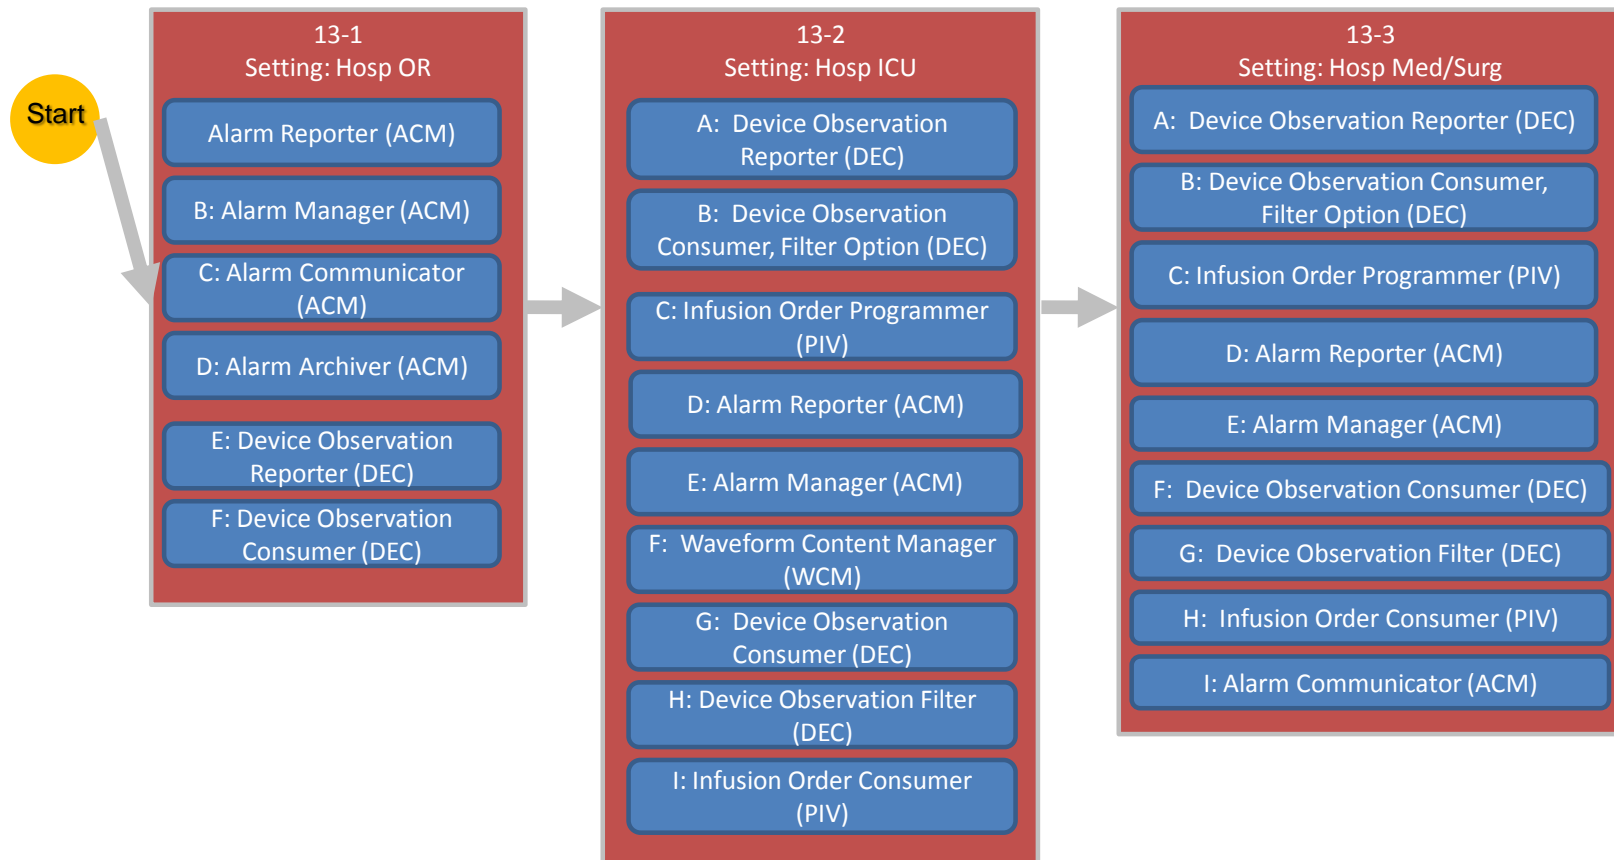 Start
13-1
Setting: Hosp OR
Alarm Reporter (ACM)
B: Alarm Manager (ACM)
C: Alarm Communicator
(ACM)
D: Alarm Archiver (ACM)
E: Device Observation
Reporter (DEC)
F: Device Observation
Consumer (DEC)
13-2
Setting: Hosp ICU
A:  Device Observation
Reporter (DEC)
B:  Device Observation
Consumer, Filter Option (DEC)
C: Infusion Order Programmer
(PIV)
D: Alarm Reporter (ACM)
E: Alarm Manager (ACM)
F:  Waveform Content Manager
(WCM)
G:  Device Observation
Consumer (DEC)
H: Device Observation Filter
(DEC)
I: Infusion Order Consumer
(PIV)
13-3
Setting: Hosp Med/Surg
A:  Device Observation Reporter (DEC)
B: Device Observation Consumer,
Filter Option (DEC)
C: Infusion Order Programmer (PIV)
D: Alarm Reporter (ACM)
E: Alarm Manager (ACM)
F:  Device Observation Consumer (DEC)
G:  Device Observation Filter (DEC)
H:  Infusion Order Consumer (PIV)
I: Alarm Communicator (ACM)